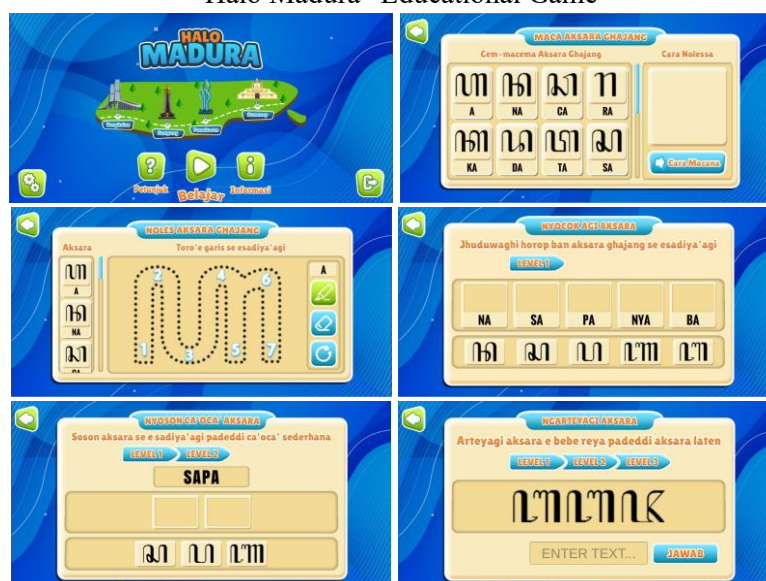 "Halo Madura" Educational Game
HALO
MADURA
Petunjuk Belajar Informasi
MACA AKSARA GHAJANG
Cem-macema Aksara Ghajang
Cara Nolessa
ꦲ ꦤ ꦕ ꦫ
A NA CA RA
ꦏ ꦢ ꦠ ꦱ
KA DA TA SA
Cara Macana
NOLES AKSARA GHAJANG
Aksara
Toro'e garis se esadiya'agi
ꦲ
A
ꦤ
NA
ꦕ
1 2 3 4 5 6 7
A
NYOCOK AGI AKSARA
Jhuduwaghi horop ban aksara ghajang se esadiya'agi
LEVEL 1
NA SA PA NYA BA
ꦤ ꦱ ꦥ
NYOSON CA'OCA' AKSARA
Soson aksara se e sadiya'agi padeddi ca'oca' sederhana
LEVEL 1 LEVEL 2
SAPA
ꦱ ꦥ
NGARTEYAGI AKSARA
Arteyagi aksara e bebe reya padeddi aksara laten
LEVEL 1 LEVEL 2 LEVEL 3
ENTER TEXT...
JAWAB